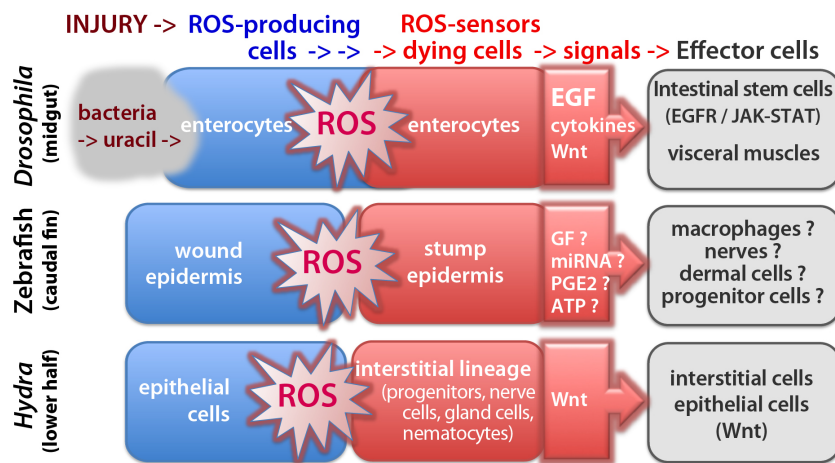 INJURY -> ROS-producing ROS-sensors
cells -> -> -> dying cells -> signals -> Effector cells
Drosophila
(midgut)
bacteria
-> uracil ->
enterocytes
ROS
enterocytes
EGF
cytokines
Wnt
Intestinal stem cells
(EGFR / JAK-STAT)
visceral muscles
Zebrafish
(caudal fin)
wound
epidermis
ROS
stump
epidermis
GF ?
miRNA ?
PGE2 ?
ATP ?
macrophages ?
nerves ?
dermal cells ?
progenitor cells ?
Hydra
(lower half)
epithelial
cells
ROS
interstitial lineage
(progenitors, nerve
cells, gland cells,
nematocytes)
Wnt
interstitial cells
epithelial cells
(Wnt)